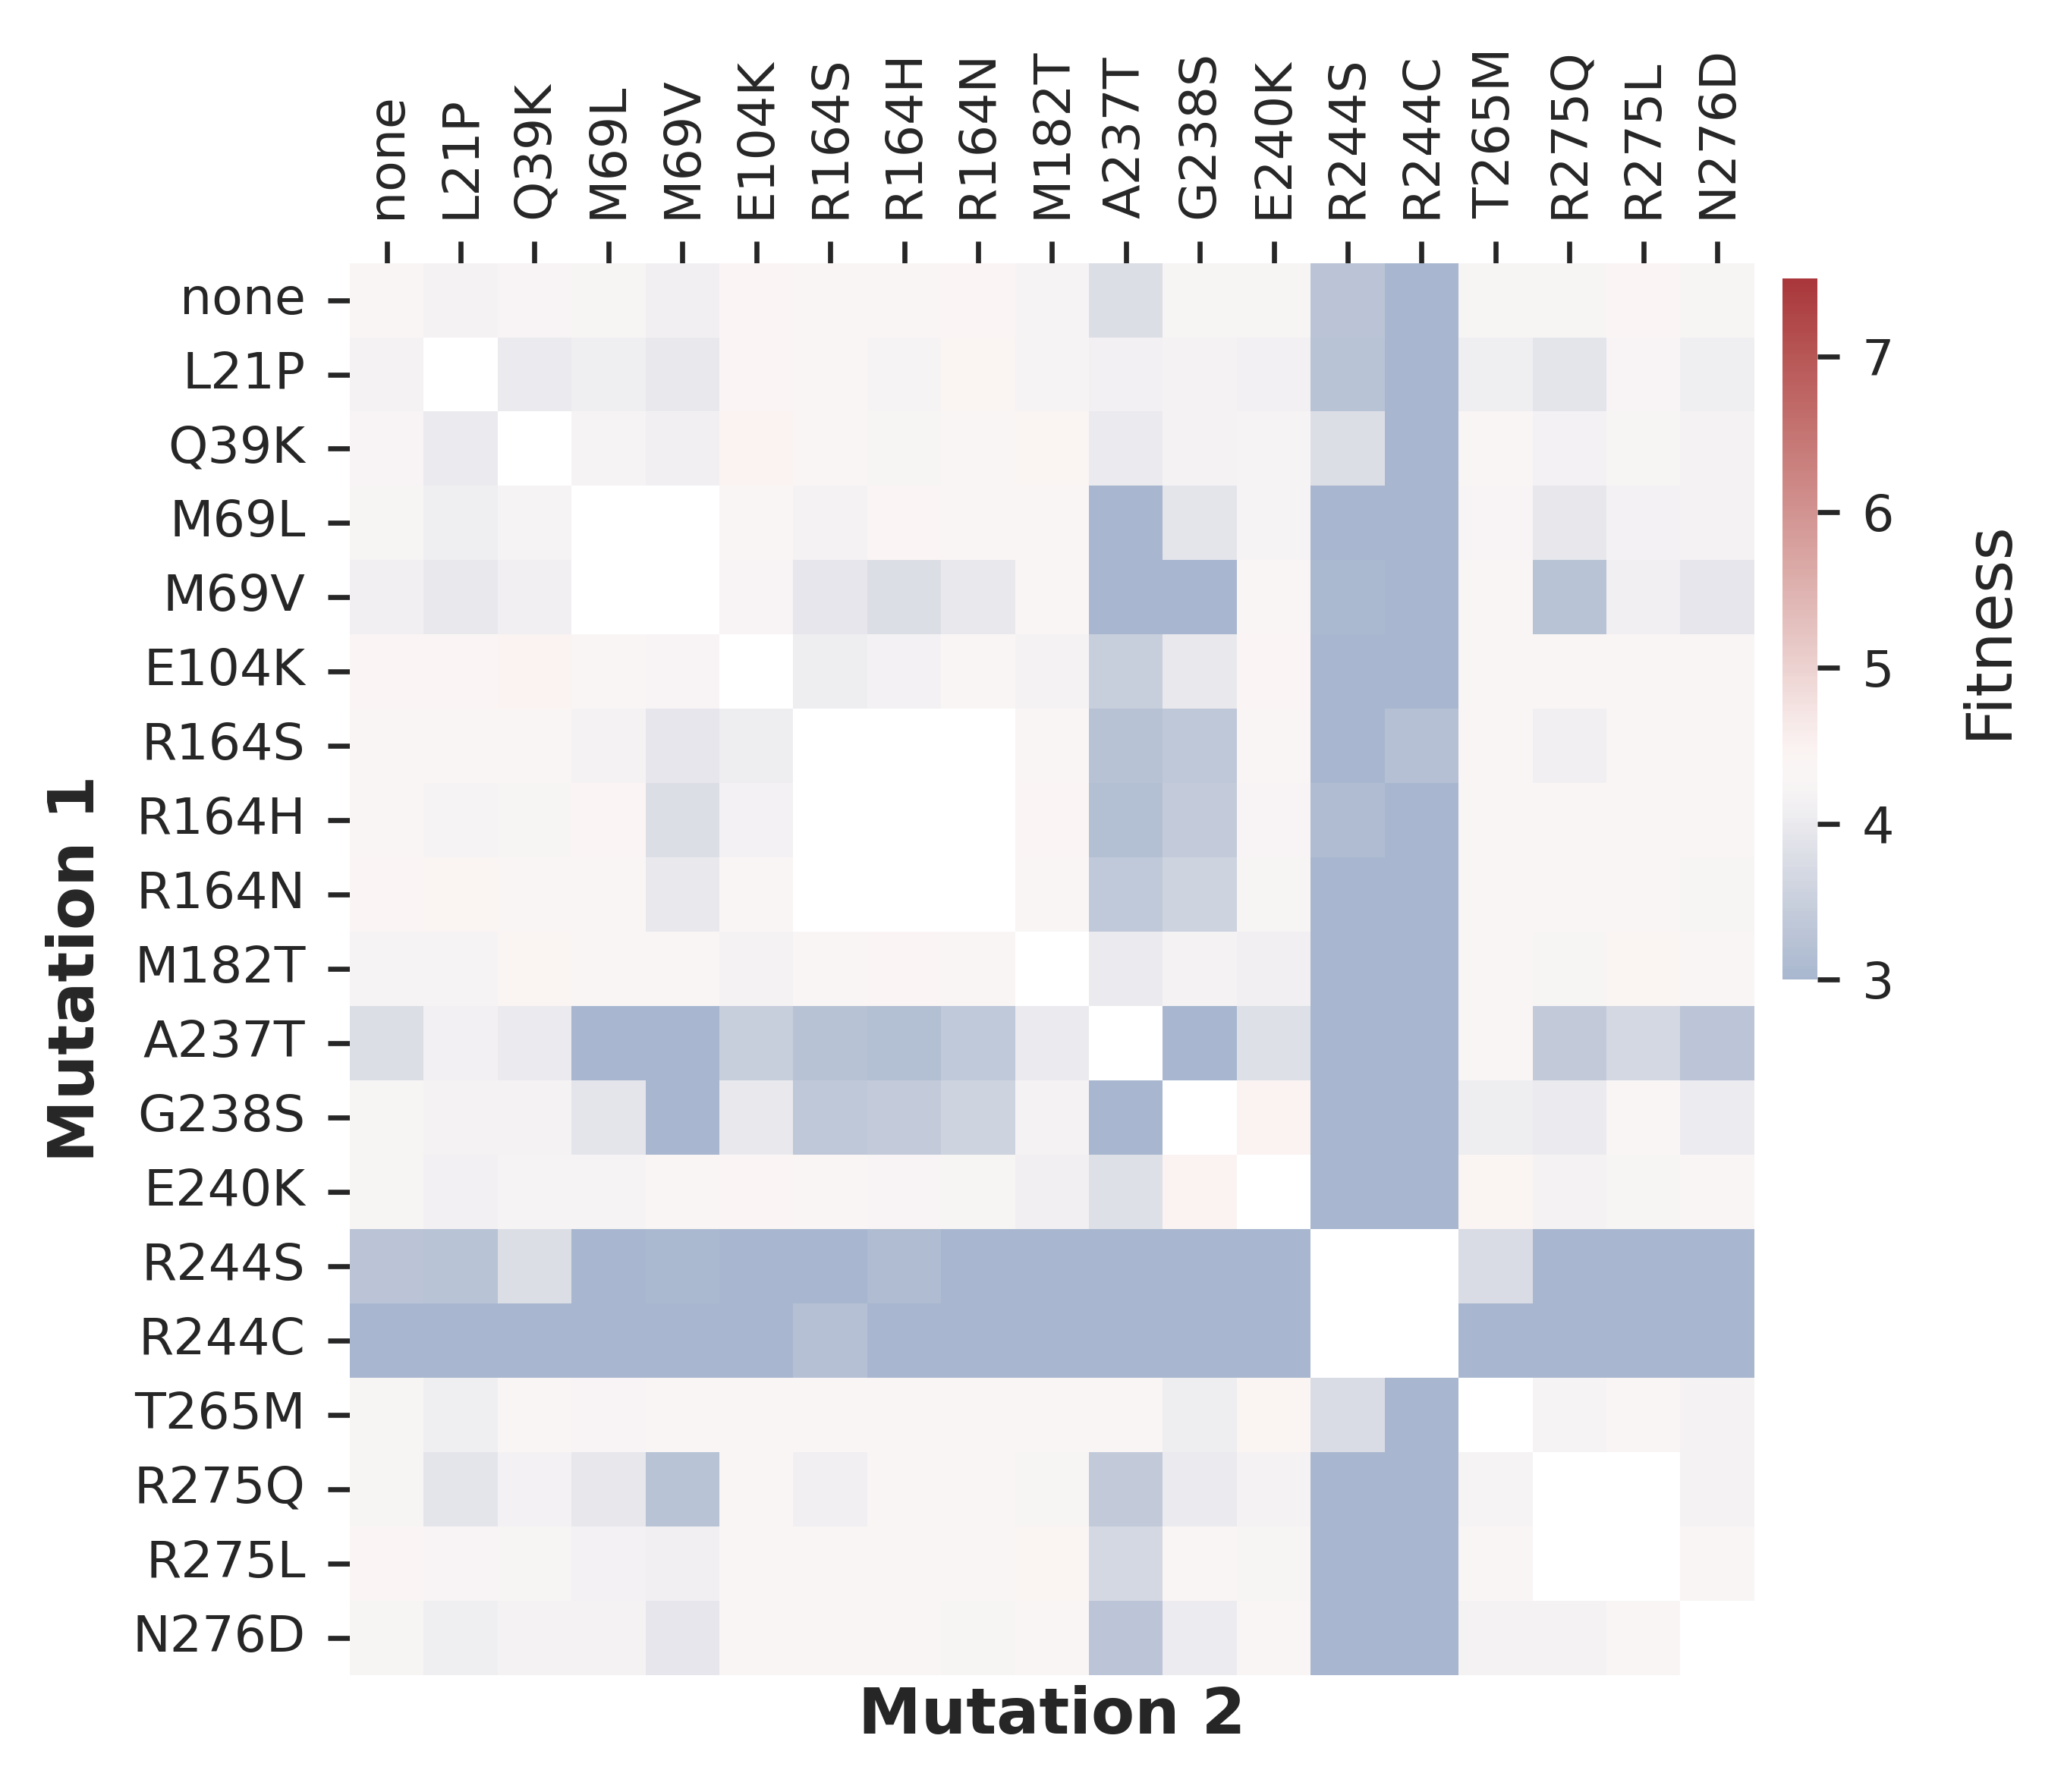 none
L21P
Q39K
M69L
M69V
E104K
R164S
R164H
R164N
M182T
A237T
G238S
E240K
R244S
R244C
T265M
R275Q
R275L
N276D
none
L21P
Q39K
M69L
M69V
E104K
R164S
R164H
R164N
M182T
A237T
G238S
E240K
R244S
R244C
T265M
R275Q
R275L
N276D
Mutation 1
Mutation 2
7
6
5
4
3
Fitness